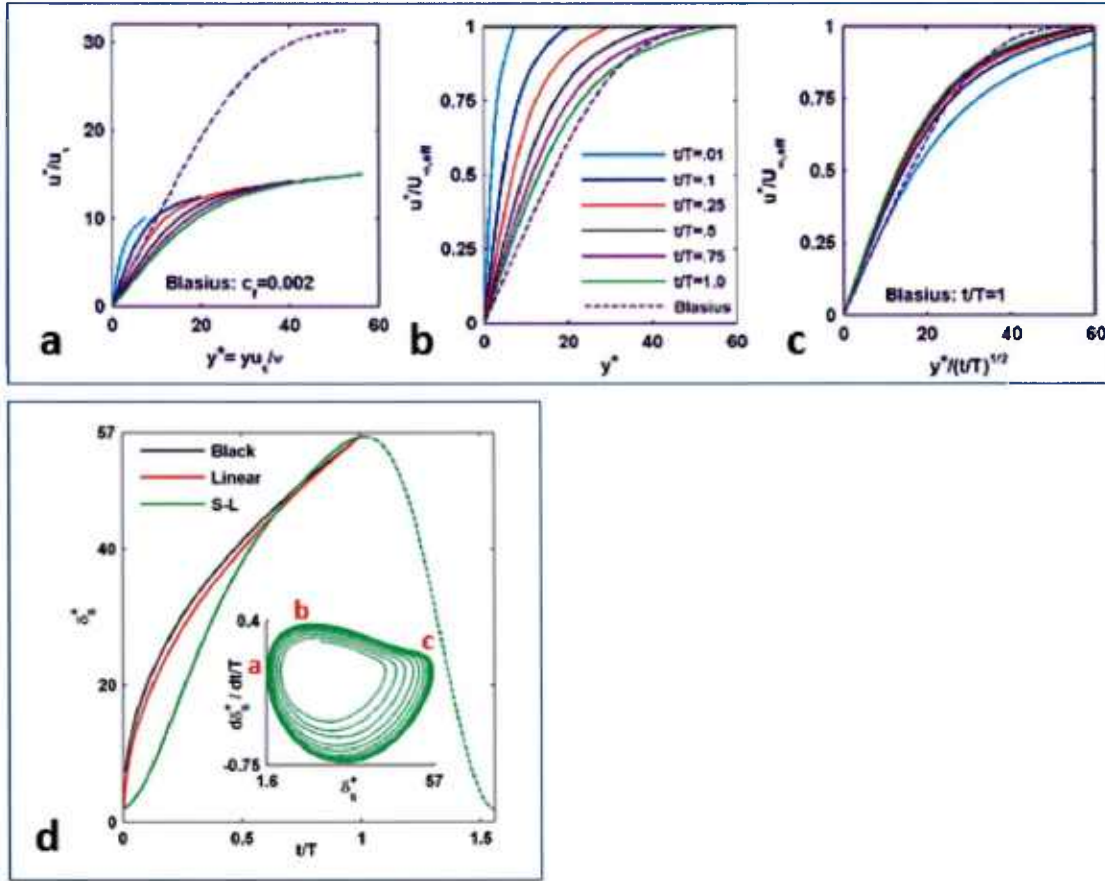 30
20
10
0
u⁺/uτ
Blasius: c_f=0.002
0
20
40
60
y⁺= yuτ/ν
a
1
0.75
0.5
0.25
0
u⁺/U∞,eff
t/T=.01
t/T=.1
t/T=.25
t/T=.5
t/T=.75
t/T=1.0
Blasius
0
20
40
60
y⁺
b
1
0.75
0.5
0.25
0
u⁺/U∞,eff
Blasius: t/T=1
0
20
40
60
y⁺/(t/T)^1/2
c
57
40
20
0
Black
Linear
S-L
0.4
-0.75
1.6
57
a
b
c
0
0.5
1
1.5
t/T
d